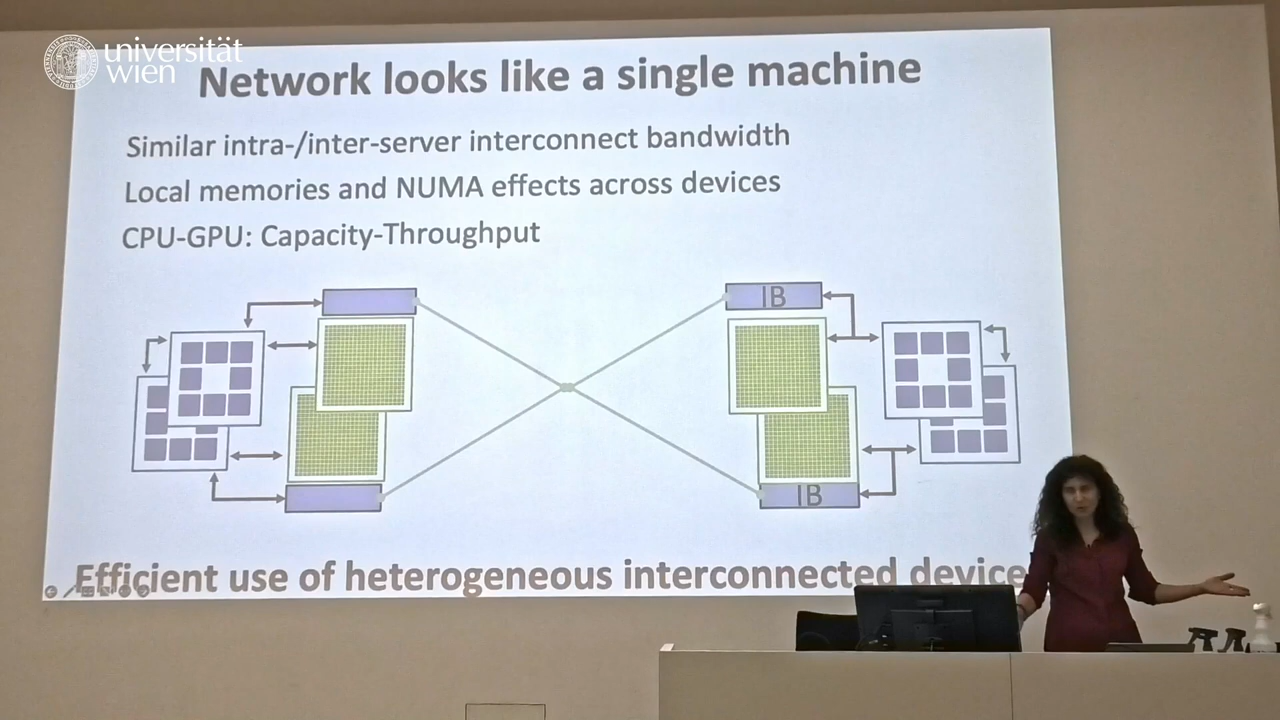 universität
wien
Network looks like a single machine
Similar intra-/inter-server interconnect bandwidth
Local memories and NUMA effects across devices
CPU-GPU: Capacity-Throughput
IB
IB
Efficient use of heterogeneous interconnected device